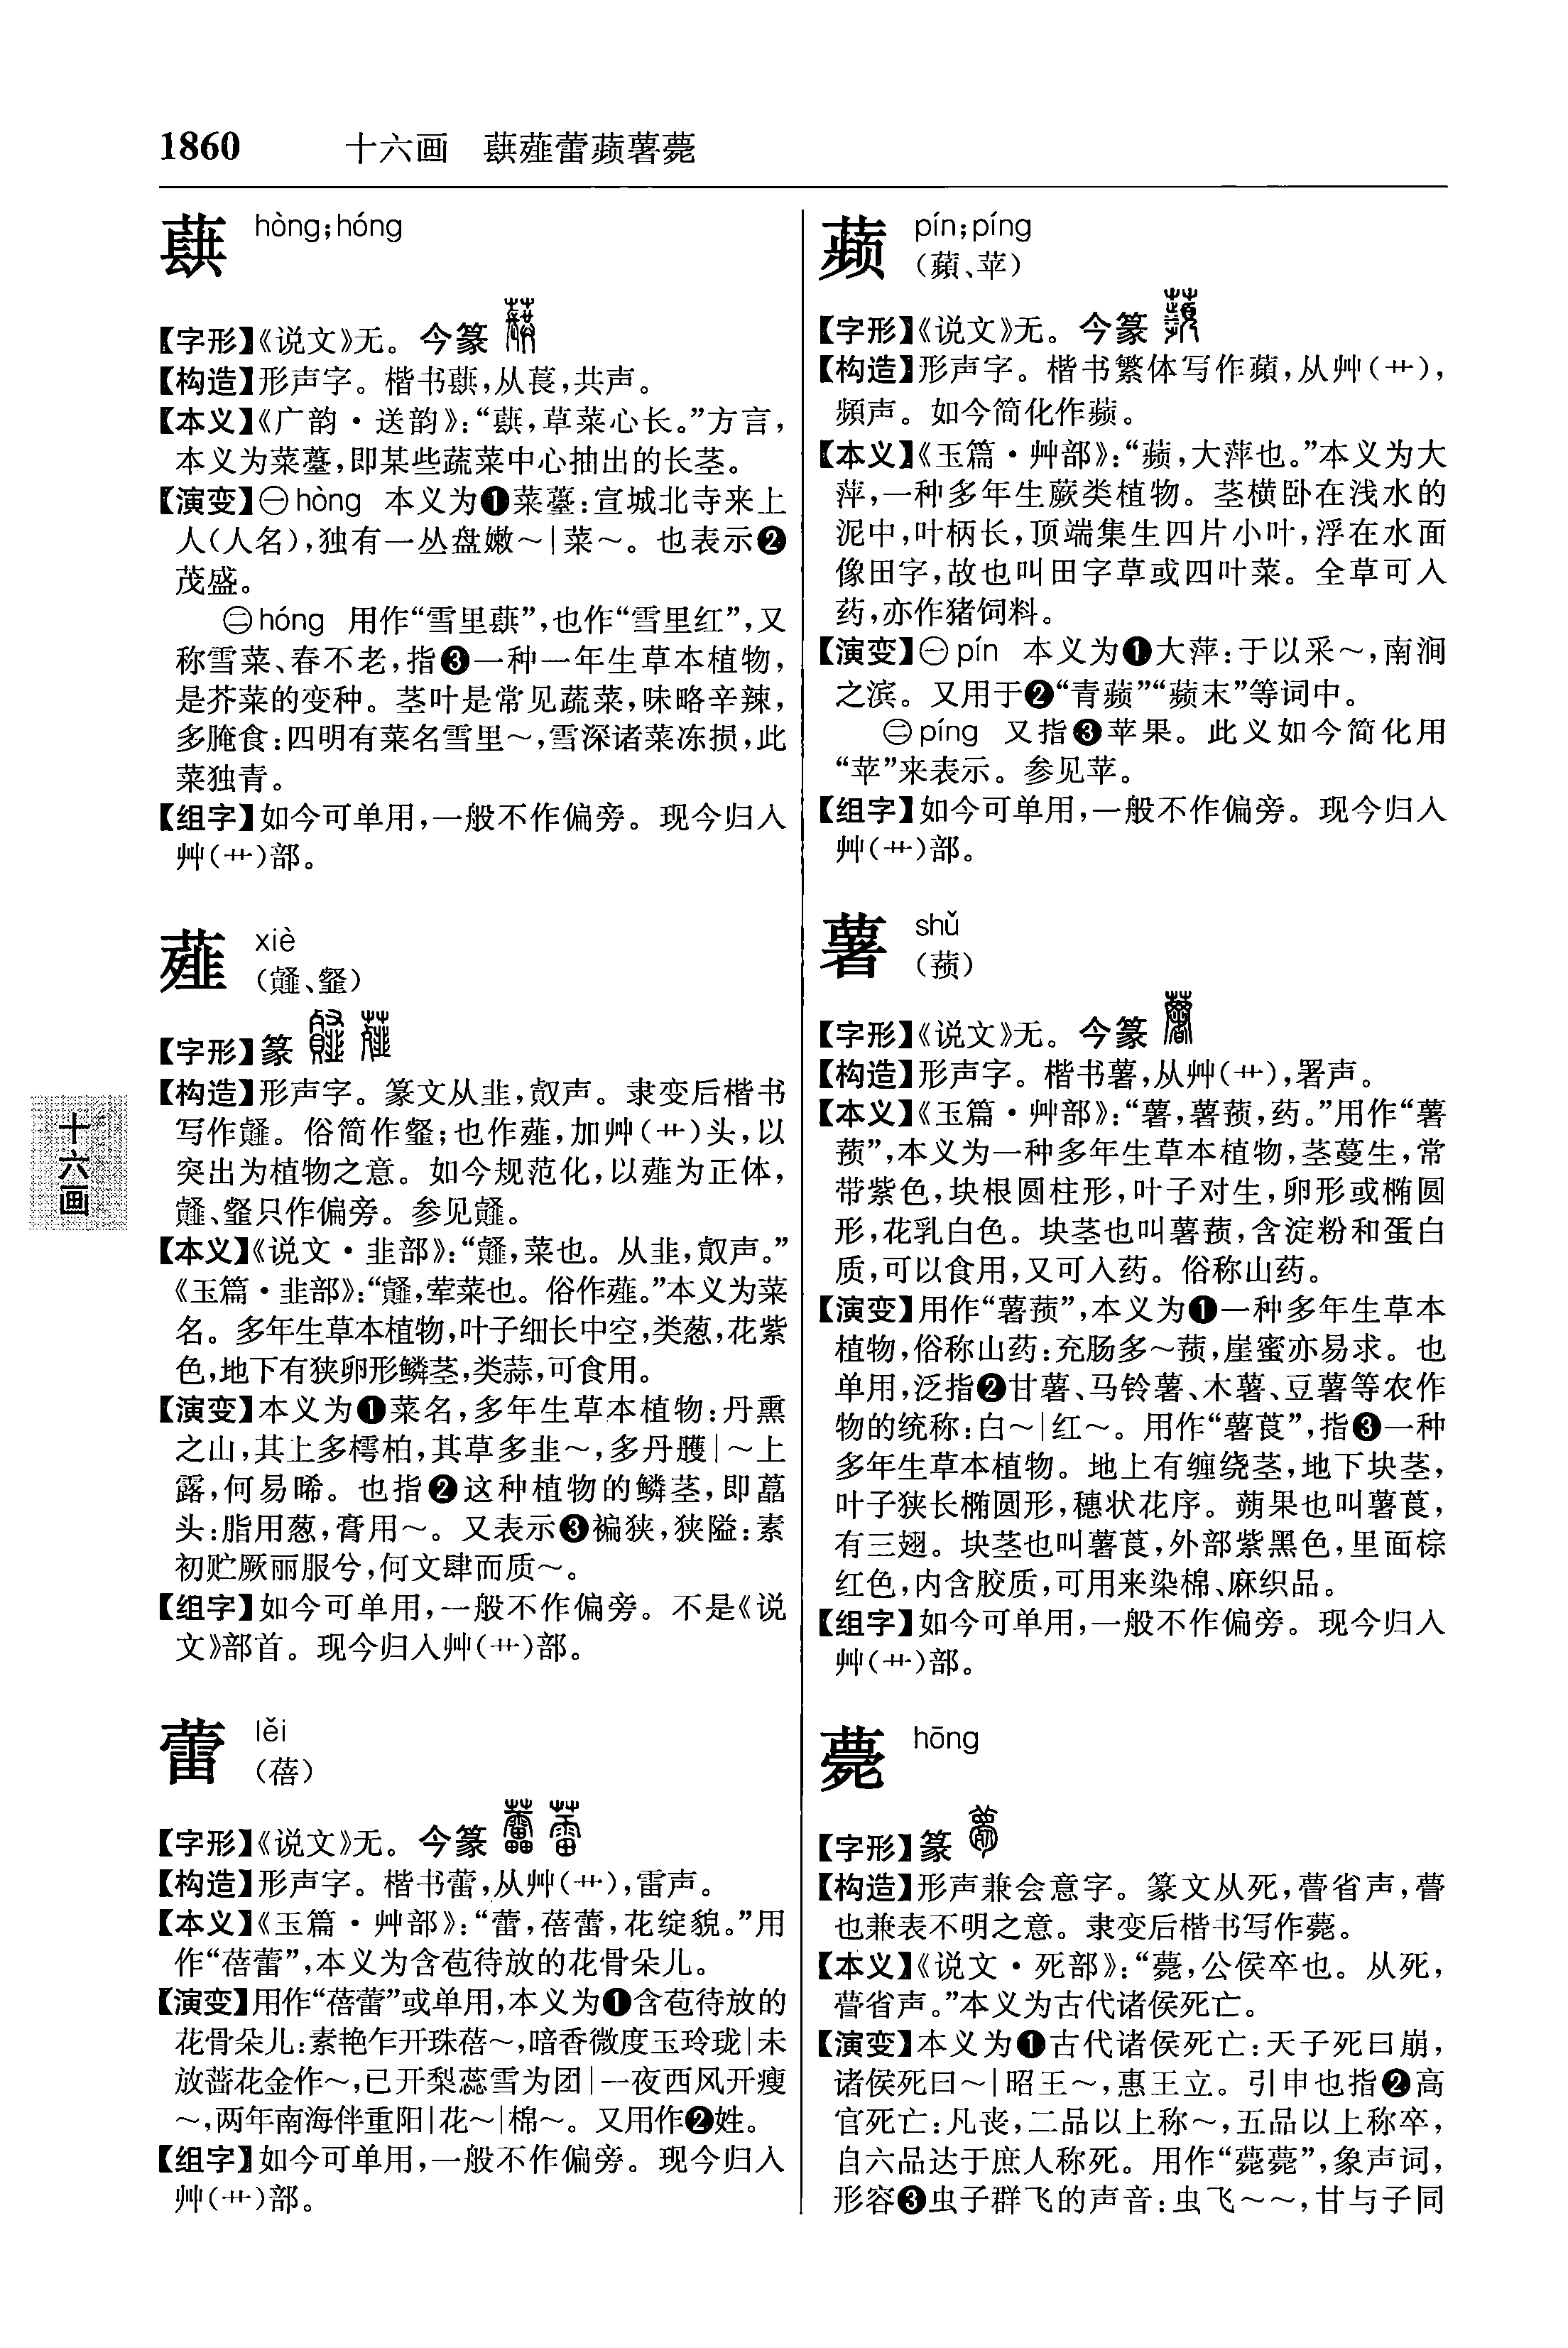 1860 十六画 蕻薤蕾蘋薯薨
蕻 hòng;hóng
【字形】《说文》无。今篆
【构造】形声字。楷书蕻,从茛,共声。
【本义】《广韵·送韵》:“蕻,草菜心长。”方言,
本义为菜薹,即某些蔬菜中心抽出的长茎。
【演变】㊀hòng 本义为❶菜薹:宣城北寺来上
人(人名),独有一丛盘嫩～|菜～。也表示❷
茂盛。
㊁hóng 用作“雪里蕻”,也作“雪里红”,又
称雪菜、春不老,指❸一种一年生草本植物,
是芥菜的变种。茎叶是常见蔬菜,味略辛辣,
多腌食:四明有菜名雪里～,雪深诸菜冻损,此
菜独青。
【组字】如今可单用,一般不作偏旁。现今归入
艸(艹)部。
薤 xiè
(䪥、韰)
【字形】篆
【构造】形声字。篆文从韭,㕡声。隶变后楷书
写作䪥。俗简作韰;也作薤,加艸(艹)头,以
突出为植物之意。如今规范化,以薤为正体,
䪥、韰只作偏旁。参见䪥。
【本义】《说文·韭部》:“䪥,菜也。从韭,㕡声。”
《玉篇·韭部》:“䪥,荤菜也。俗作薤。”本义为菜
名。多年生草本植物,叶子细长中空,类葱,花紫
色,地下有狭卵形鳞茎,类蒜,可食用。
【演变】本义为❶菜名,多年生草本植物:丹熏
之山,其上多樗柏,其草多韭～,多丹雘|～上
露,何易晞。也指❷这种植物的鳞茎,即藠
头:脂用葱,膏用～。又表示❸褊狭,狭隘:素
初贮厥丽服兮,何文肆而质～。
【组字】如今可单用,一般不作偏旁。不是《说
文》部首。现今归入艸(艹)部。
蕾 lěi
(蓓)
【字形】《说文》无。今篆
【构造】形声字。楷书蕾,从艸(艹),雷声。
【本义】《玉篇·艸部》:“蕾,蓓蕾,花绽貌。”用
作“蓓蕾”,本义为含苞待放的花骨朵儿。
【演变】用作“蓓蕾”或单用,本义为❶含苞待放的
花骨朵儿:素艳乍开珠蓓～,暗香微度玉玲珑|未
放蔷花金作～,已开梨蕊雪为团|一夜西风开瘦
～,两年南海伴重阳|花～|棉～。又用作❷姓。
【组字】如今可单用,一般不作偏旁。现今归入
艸(艹)部。
蘋 pín;píng
(蘋、苹)
【字形】《说文》无。今篆
【构造】形声字。楷书繁体写作蘋,从艸(艹),
頻声。如今简化作蘋。
【本义】《玉篇·艸部》:“蘋,大萍也。”本义为大
萍,一种多年生蕨类植物。茎横卧在浅水的
泥中,叶柄长,顶端集生四片小叶,浮在水面
像田字,故也叫田字草或四叶菜。全草可入
药,亦作猪饲料。
【演变】㊀pín 本义为❶大萍:于以采～,南涧
之滨。又用于❷“青蘋”“蘋末”等词中。
㊁píng 又指❸苹果。此义如今简化用
“苹”来表示。参见苹。
【组字】如今可单用,一般不作偏旁。现今归入
艸(艹)部。
薯 shǔ
(蓣)
【字形】《说文》无。今篆
【构造】形声字。楷书薯,从艸(艹),署声。
【本义】《玉篇·艸部》:“薯,薯蓣,药。”用作“薯
蓣”,本义为一种多年生草本植物,茎蔓生,常
带紫色,块根圆柱形,叶子对生,卵形或椭圆
形,花乳白色。块茎也叫薯蓣,含淀粉和蛋白
质,可以食用,又可入药。俗称山药。
【演变】用作“薯蓣”,本义为❶一种多年生草本
植物,俗称山药:充肠多～蓣,崖蜜亦易求。也
单用,泛指❷甘薯、马铃薯、木薯、豆薯等农作
物的统称:白～|红～。用作“薯莨”,指❸一种
多年生草本植物。地上有缠绕茎,地下块茎,
叶子狭长椭圆形,穗状花序。蒴果也叫薯莨,
有三翅。块茎也叫薯莨,外部紫黑色,里面棕
红色,内含胶质,可用来染棉、麻织品。
【组字】如今可单用,一般不作偏旁。现今归入
艸(艹)部。
薨 hōng
【字形】篆
【构造】形声兼会意字。篆文从死,瞢省声,瞢
也兼表不明之意。隶变后楷书写作薨。
【本义】《说文·死部》:“薨,公侯卒也。从死,
瞢省声。”本义为古代诸侯死亡。
【演变】本义为❶古代诸侯死亡:天子死曰崩,
诸侯死曰～|昭王～,惠王立。引申也指❷高
官死亡:凡丧,二品以上称～,五品以上称卒,
自六品达于庶人称死。用作“薨薨”,象声词,
形容❸虫子群飞的声音:虫飞～～,甘与子同
十六画